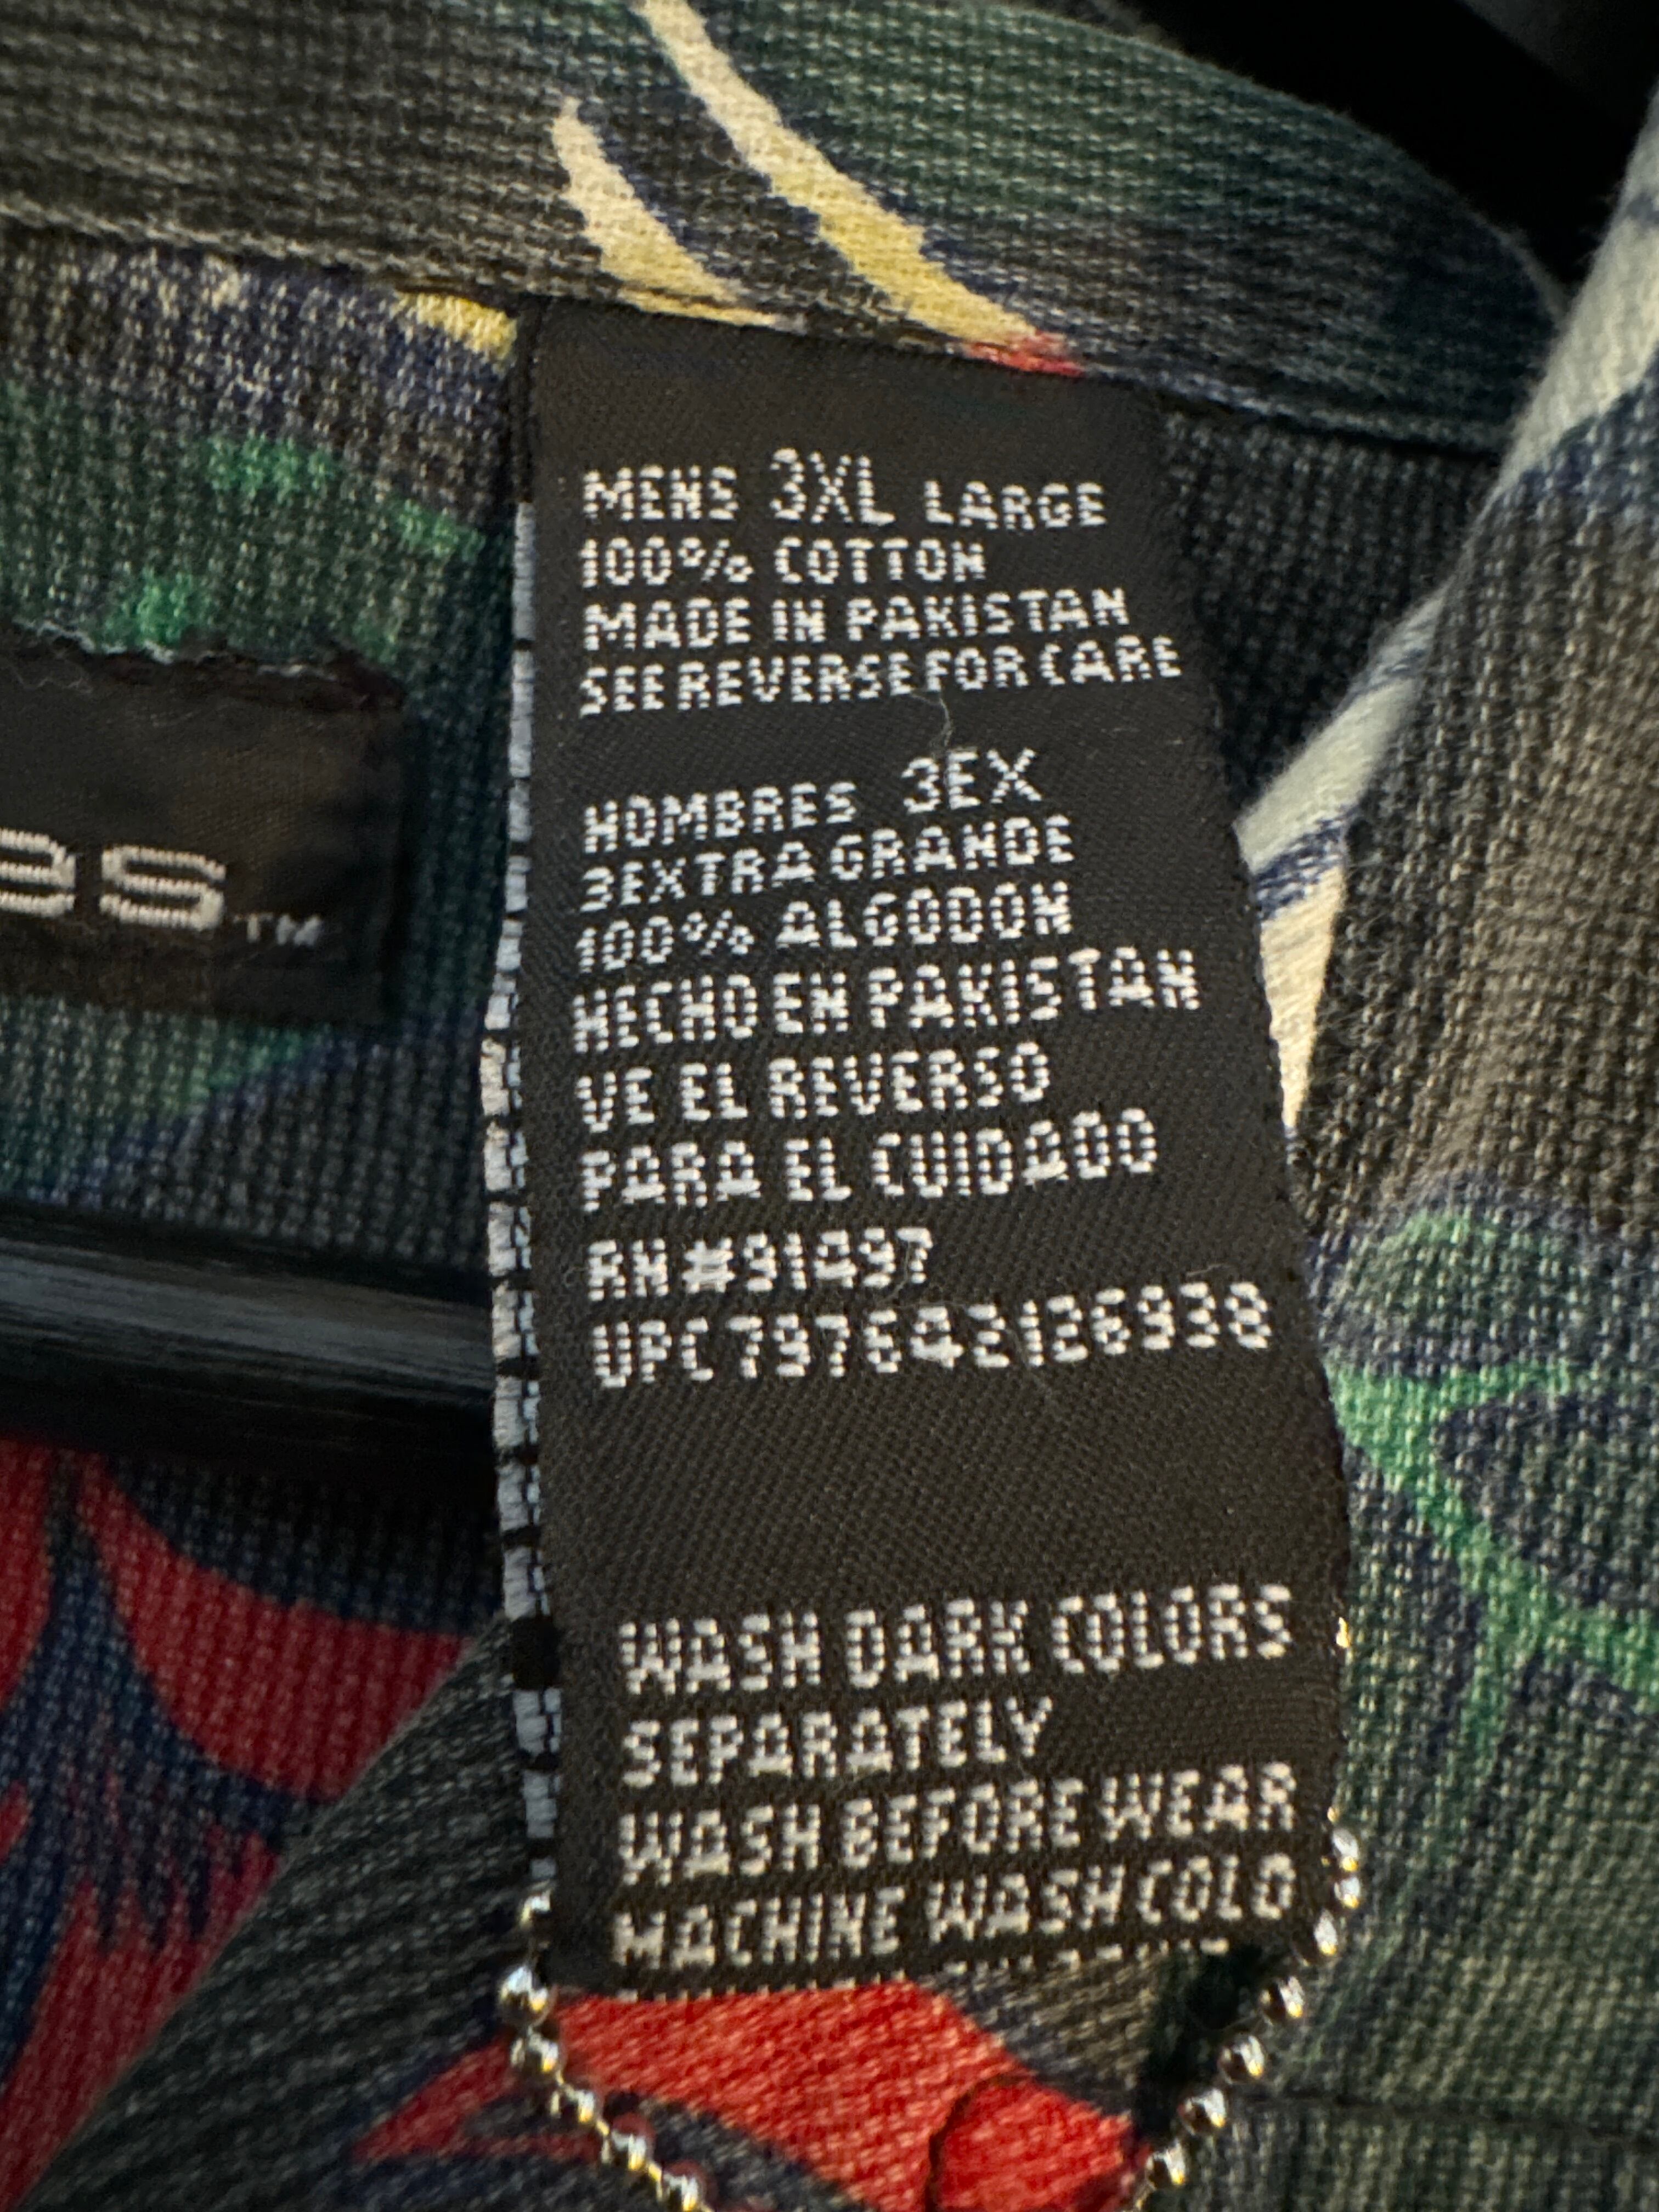 MENS 3XL LARGE
100% COTTON
MADE IN PAKISTAN
SEE REVERSE FOR CARE
HOMBRES 3EX
3EXTRA GRANDE
100% ALGODON
HECHO EN PAKISTAN
VE EL REVERSO
PARA EL CUIDADO
RN#91497
UPC797642126938
WASH DARK COLORS
SEPARATELY
WASH BEFORE WEAR
MACHINE WASH COLD
TM